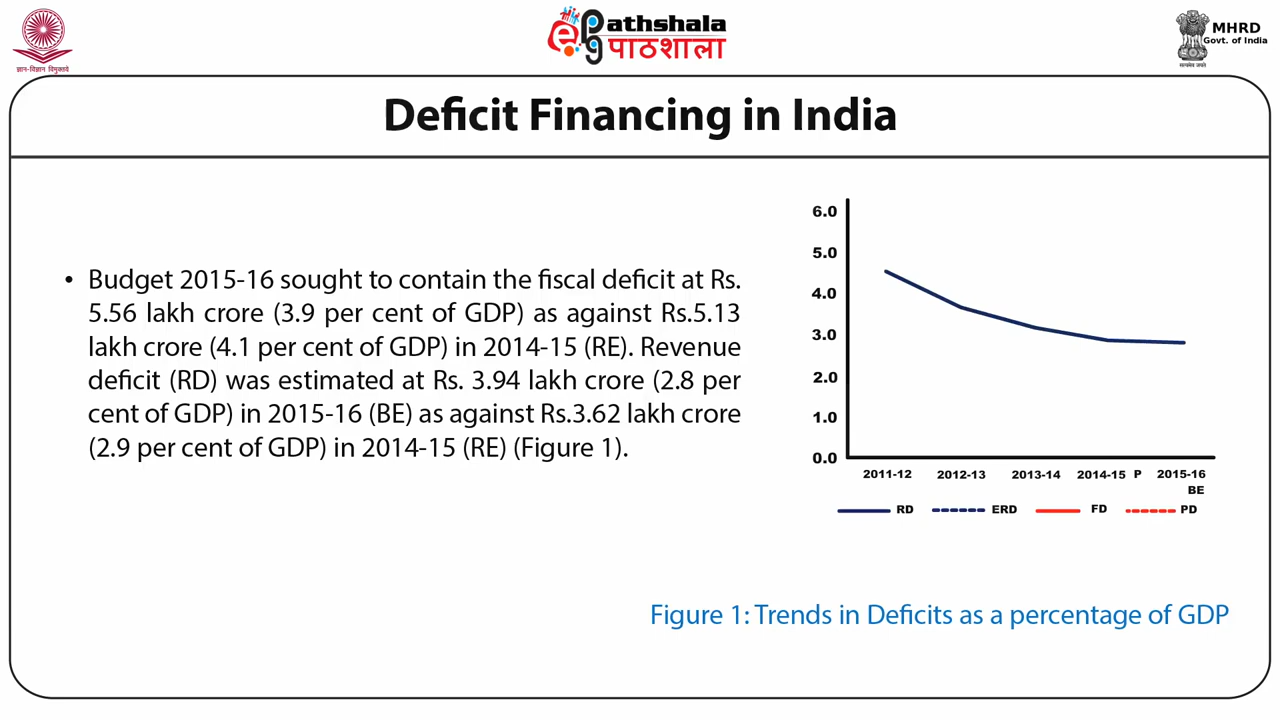 ज्ञान-विज्ञान विमुक्तये
epg Pathshala
पाठशाला
सत्यमेव जयते
MHRD
Govt. of India
Deficit Financing in India
• Budget 2015-16 sought to contain the fiscal deficit at Rs.
5.56 lakh crore (3.9 per cent of GDP) as against Rs.5.13
lakh crore (4.1 per cent of GDP) in 2014-15 (RE). Revenue
deficit (RD) was estimated at Rs. 3.94 lakh crore (2.8 per
cent of GDP) in 2015-16 (BE) as against Rs.3.62 lakh crore
(2.9 per cent of GDP) in 2014-15 (RE) (Figure 1).
6.0
5.0
4.0
3.0
2.0
1.0
0.0
2011-12 2012-13 2013-14 2014-15 P 2015-16
BE
RD ERD FD PD
Figure 1: Trends in Deficits as a percentage of GDP